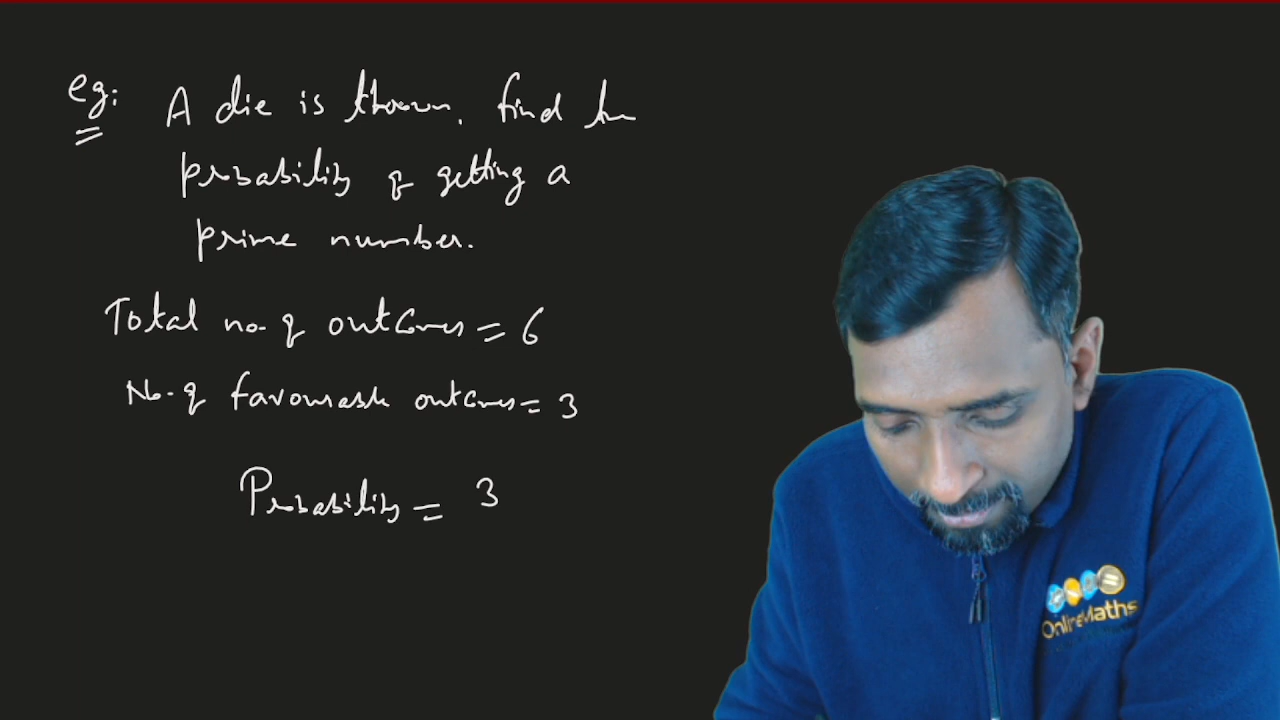 eg: A die is thrown. find the
probability of getting a
prime number.
Total no. of outcomes = 6
No. of favourable outcomes = 3
Probability = 3
OnlineMaths